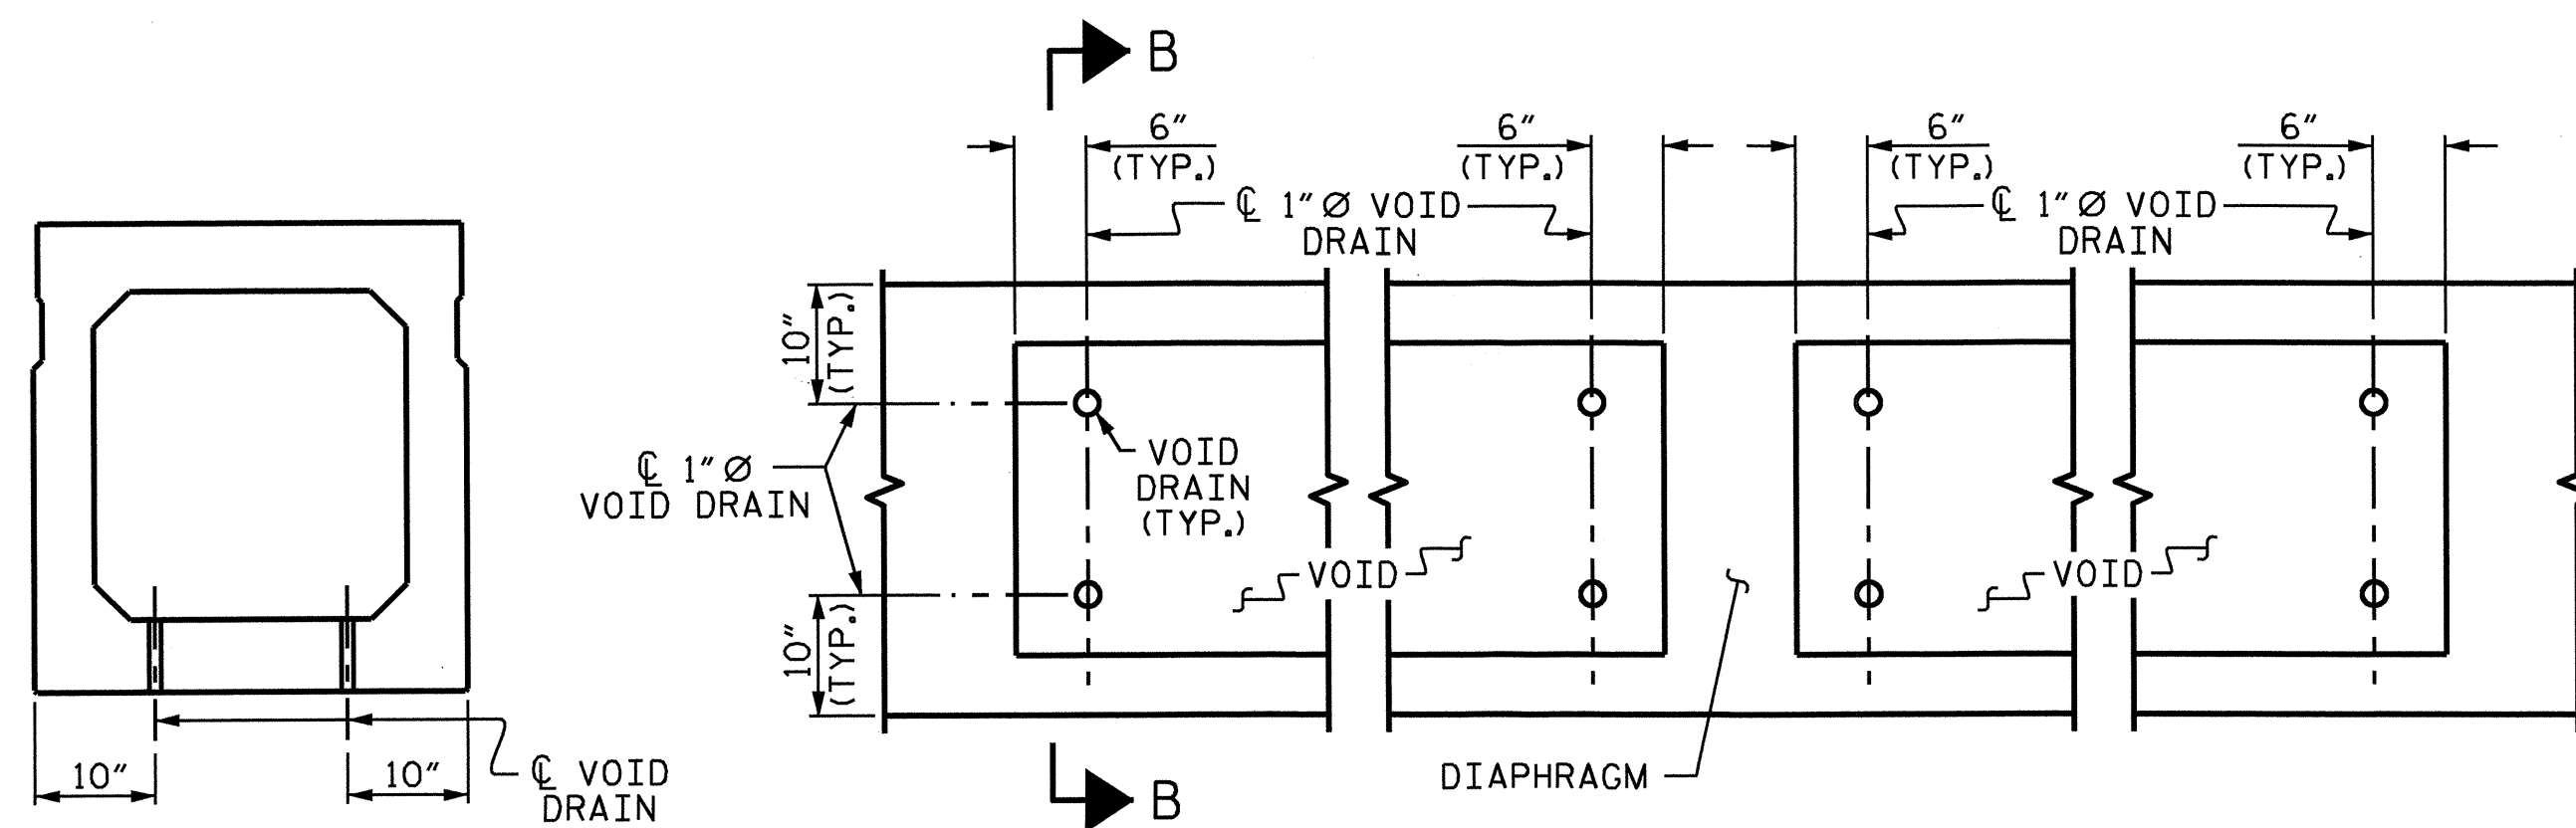 B
6″
(TYP.)
6″
(TYP.)
6″
(TYP.)
6″
(TYP.)
℄ 1″ Ø VOID
DRAIN
℄ 1″ Ø VOID
DRAIN
10″
(TYP.)
℄ 1″ Ø
VOID DRAIN
VOID
DRAIN
(TYP.)
VOID
VOID
10″
(TYP.)
10″
10″
℄ VOID
DRAIN
DIAPHRAGM
B